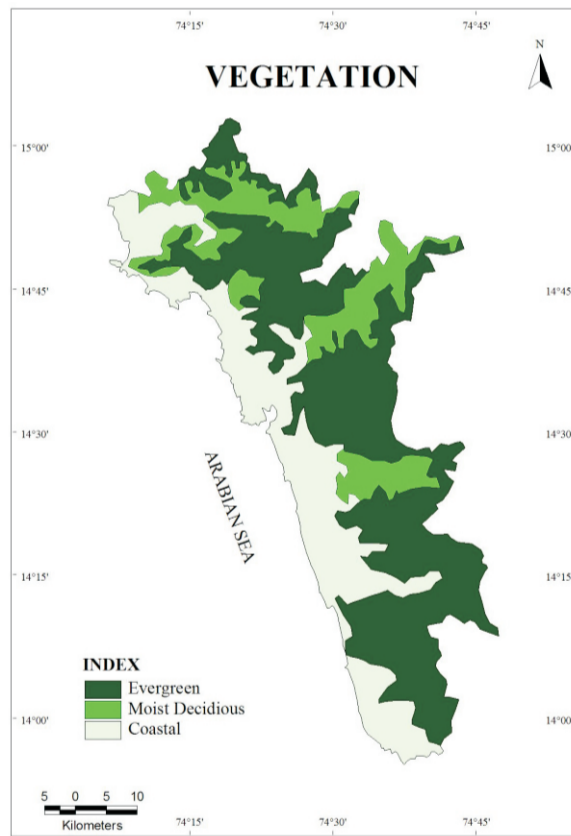 74°15' 74°30' 74°45'
VEGETATION
N
15°00' 15°00'
14°45' 14°45'
14°30' 14°30'
ARABIAN SEA
14°15' 14°15'
INDEX
Evergreen
Moist Decidious
Coastal
14°00' 14°00'
5 0 5 10
Kilometers
74°15' 74°30' 74°45'